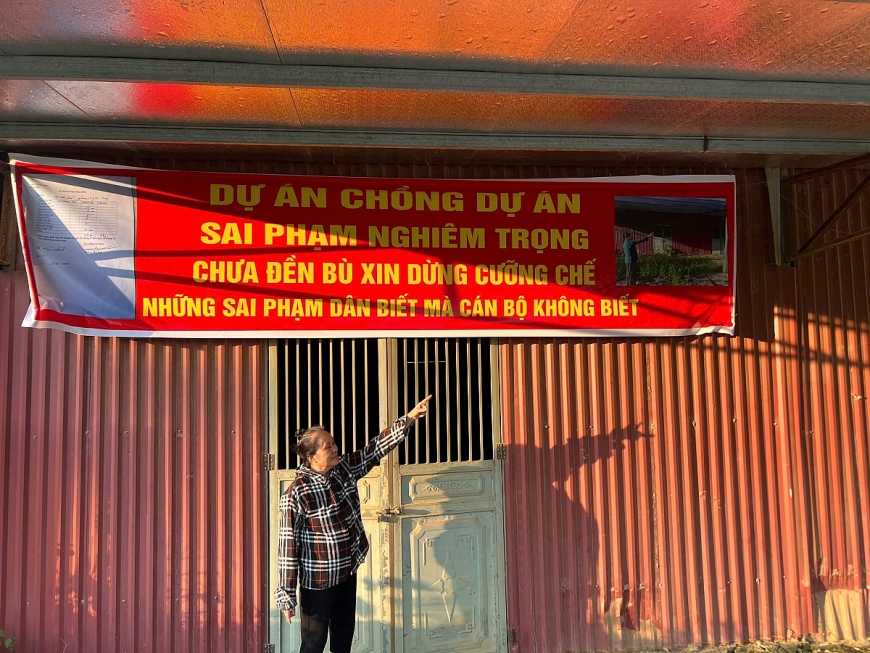 DỰ ÁN CHỒNG DỰ ÁN
SAI PHẠM NGHIÊM TRỌNG
CHƯA ĐỀN BÙ XIN DỪNG CƯỠNG CHẾ
NHỮNG SAI PHẠM DÂN BIẾT MÀ CÁN BỘ KHÔNG BIẾT